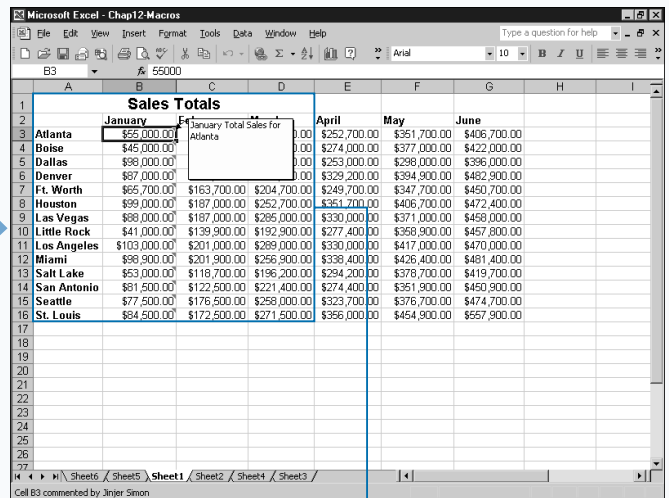 Microsoft Excel - Chap12-Macros
File Edit View Insert Format Tools Data Window Help Type a question for help
Arial 10 B I U
B3 fx 55000
A B C D E F G H I
1 Sales Totals
2 January April May June
3 Atlanta $55,000.00 $252,700.00 $351,700.00 $406,700.00
January Total Sales for
Atlanta
4 Boise $45,000.00 $274,000.00 $377,000.00 $422,000.00
5 Dallas $98,000.00 $253,000.00 $298,000.00 $396,000.00
6 Denver $87,000.00 $329,200.00 $394,900.00 $482,900.00
7 Ft. Worth $65,700.00 $163,700.00 $204,700.00 $249,700.00 $347,700.00 $450,700.00
8 Houston $99,000.00 $187,000.00 $252,700.00 $351,700.00 $406,700.00 $472,400.00
9 Las Vegas $88,000.00 $187,000.00 $285,000.00 $330,000.00 $371,000.00 $458,000.00
10 Little Rock $41,000.00 $139,900.00 $192,900.00 $277,400.00 $358,900.00 $457,800.00
11 Los Angeles $103,000.00 $201,000.00 $289,000.00 $330,000.00 $417,000.00 $470,000.00
12 Miami $98,900.00 $201,900.00 $256,900.00 $338,400.00 $426,400.00 $481,400.00
13 Salt Lake $53,000.00 $118,700.00 $196,200.00 $294,200.00 $378,700.00 $419,700.00
14 San Antonio $81,500.00 $122,500.00 $221,400.00 $274,400.00 $351,900.00 $450,900.00
15 Seattle $77,500.00 $176,500.00 $258,000.00 $323,700.00 $376,700.00 $474,700.00
16 St. Louis $84,500.00 $172,500.00 $271,500.00 $356,000.00 $454,900.00 $557,900.00
17
18
19
20
21
22
23
24
25
26
27
Sheet6 Sheet5 Sheet1 Sheet2 Sheet4 Sheet3
Cell B3 commented by Jinjer Simon